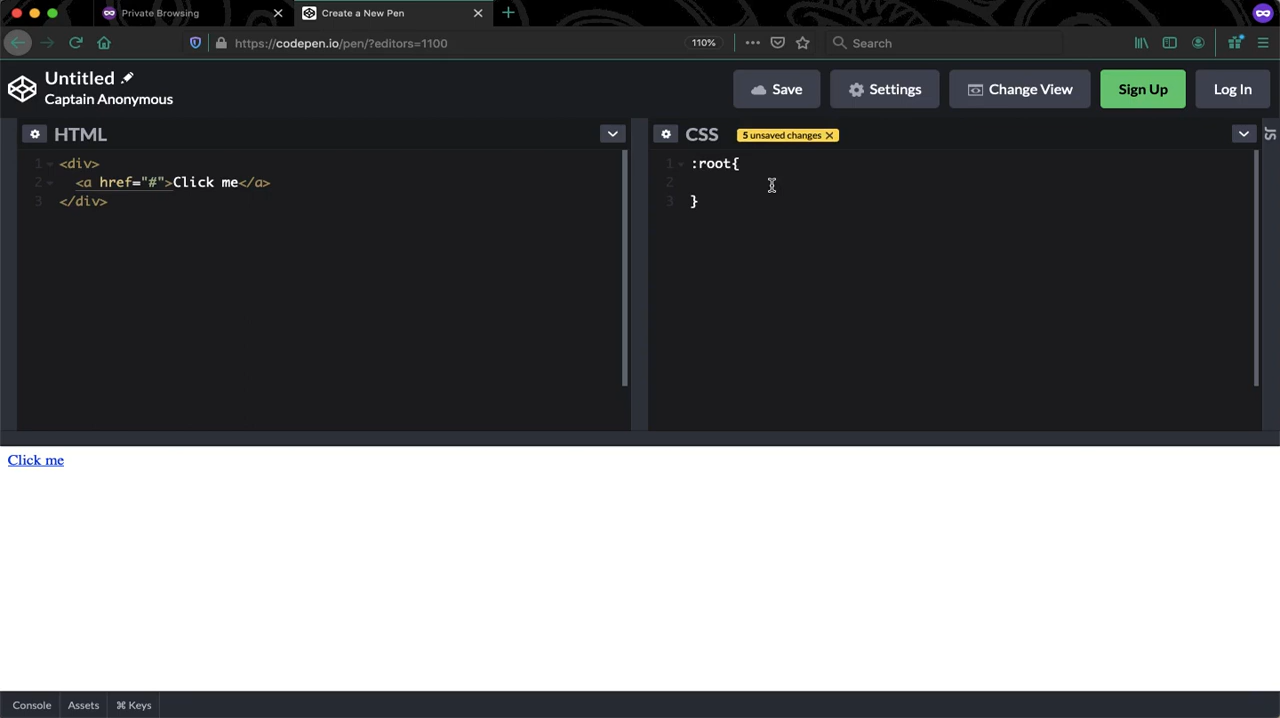 Private Browsing
Create a New Pen
https://codepen.io/pen/?editors=1100
110%
Search
Untitled
Captain Anonymous
Save
Settings
Change View
Sign Up
Log In
HTML
1 <div>
2 <a href="#">Click me</a>
3 </div>
CSS
5 unsaved changes X
1 :root{
2
3 }
JS
Click me
Console
Assets
⌘ Keys